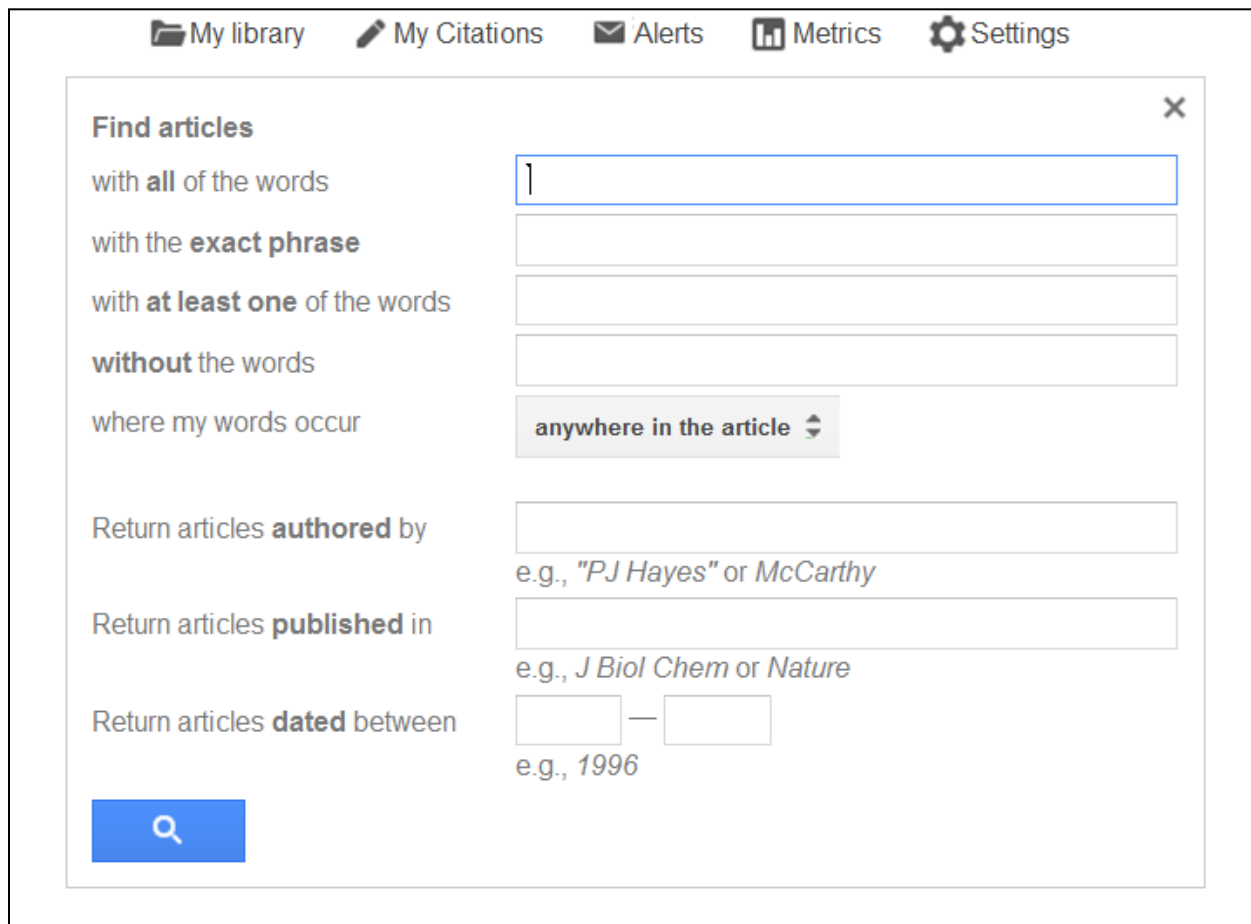 My library My Citations Alerts Metrics Settings
Find articles
with all of the words
with the exact phrase
with at least one of the words
without the words
where my words occur anywhere in the article
Return articles authored by
e.g., "PJ Hayes" or McCarthy
Return articles published in
e.g., J Biol Chem or Nature
Return articles dated between —
e.g., 1996